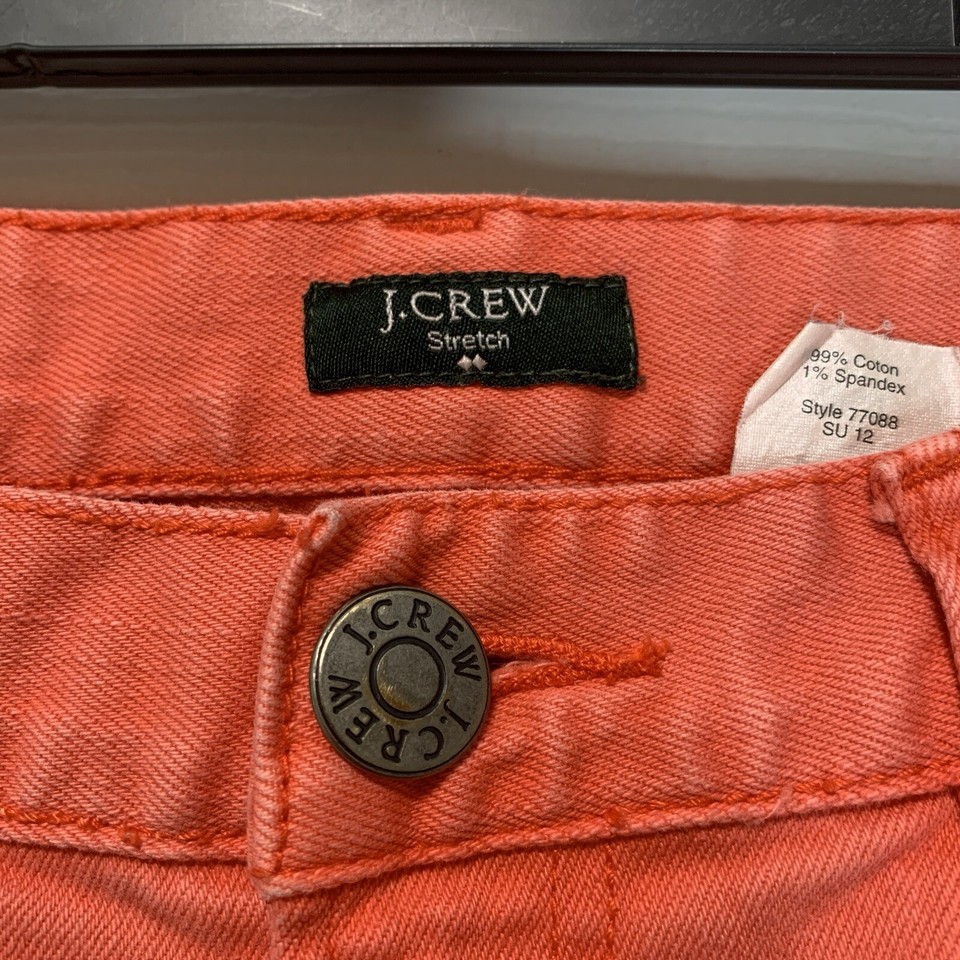 J.CREW
Stretch
99% Coton
1% Spandex
Style 77088
SU 12
J.CREW J.CREW